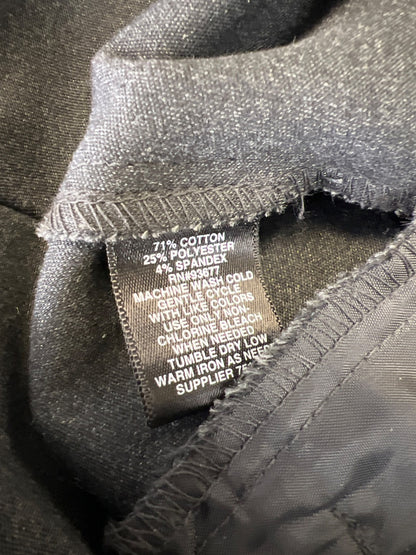 71% COTTON
25% POLYESTER
4% SPANDEX
RN#93677
MACHINE WASH COLD
GENTLE CYCLE
WITH LIKE COLORS
USE ONLY NON
CHLORINE BLEACH
WHEN NEEDED
TUMBLE DRY LOW
WARM IRON AS NEED
SUPPLIER